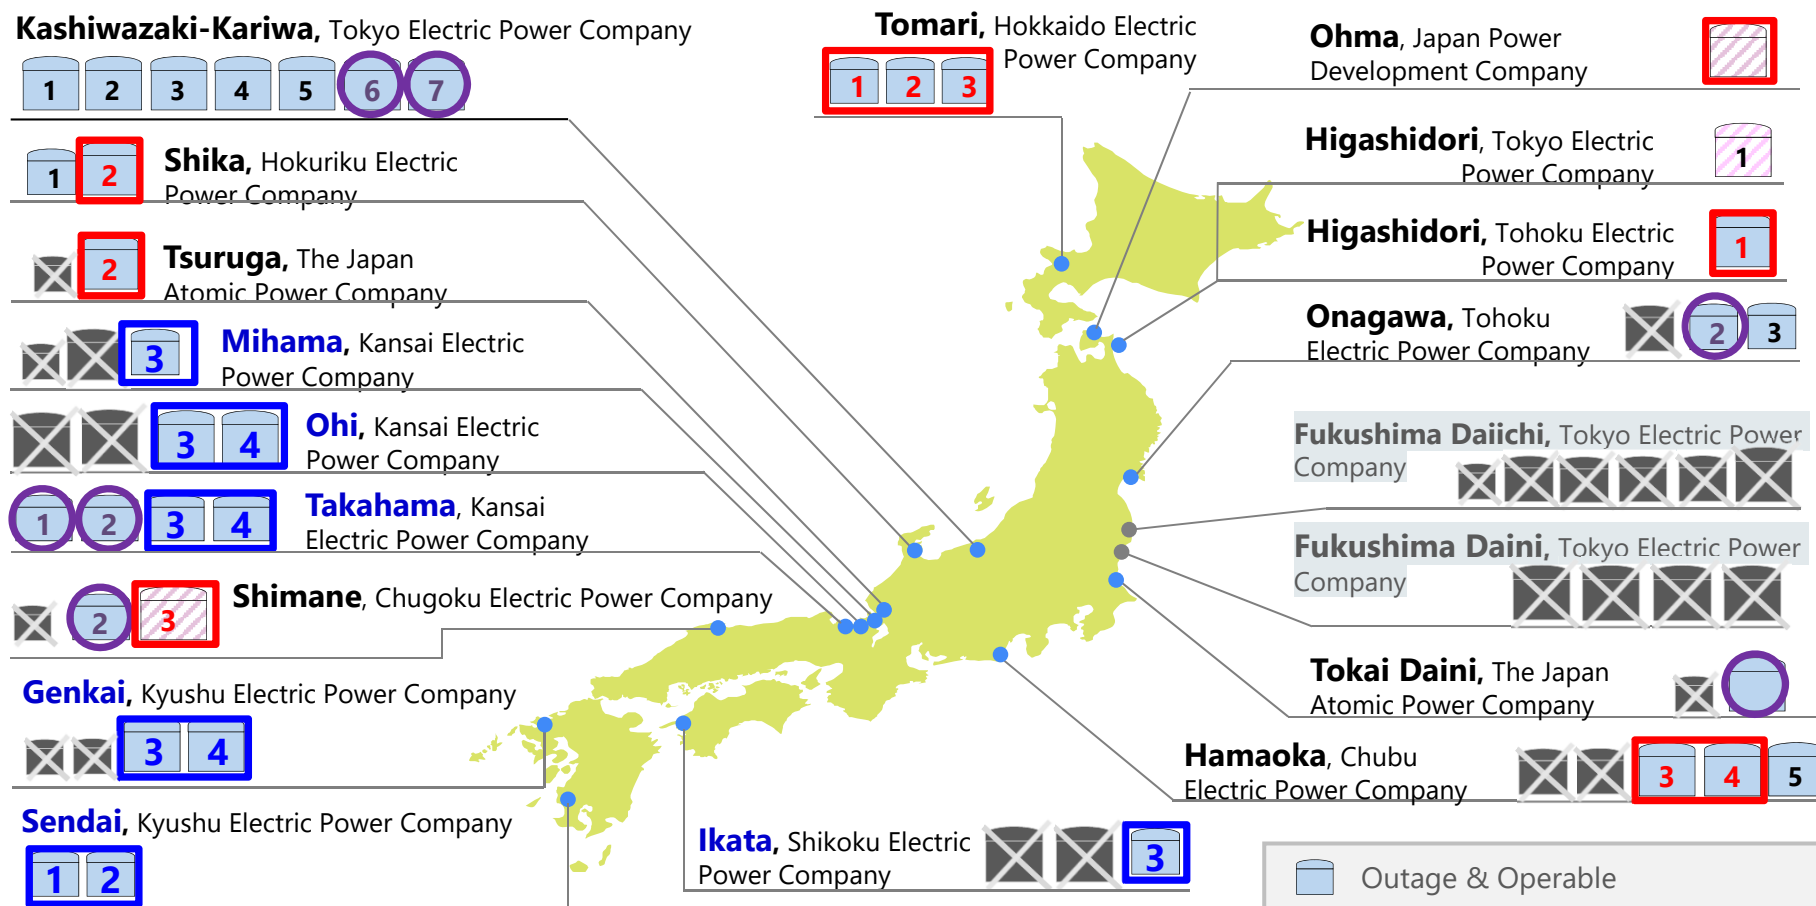 Kashiwazaki-Kariwa, Tokyo Electric Power Company
1 2 3 4 5 6 7
Shika, Hokuriku Electric
Power Company
1 2
Tsuruga, The Japan
Atomic Power Company
2
Mihama, Kansai Electric
Power Company
3
Ohi, Kansai Electric
Power Company
3 4
Takahama, Kansai
Electric Power Company
1 2 3 4
Shimane, Chugoku Electric Power Company
2 3
Genkai, Kyushu Electric Power Company
3 4
Sendai, Kyushu Electric Power Company
1 2
Tomari, Hokkaido Electric
Power Company
1 2 3
Ikata, Shikoku Electric
Power Company
3
Ohma, Japan Power
Development Company
Higashidori, Tokyo Electric
Power Company
1
Higashidori, Tohoku Electric
Power Company
1
Onagawa, Tohoku
Electric Power Company
2 3
Fukushima Daiichi, Tokyo Electric Power
Company
Fukushima Daini, Tokyo Electric Power
Company
Tokai Daini, The Japan
Atomic Power Company
Hamaoka, Chubu
Electric Power Company
3 4 5
Outage & Operable